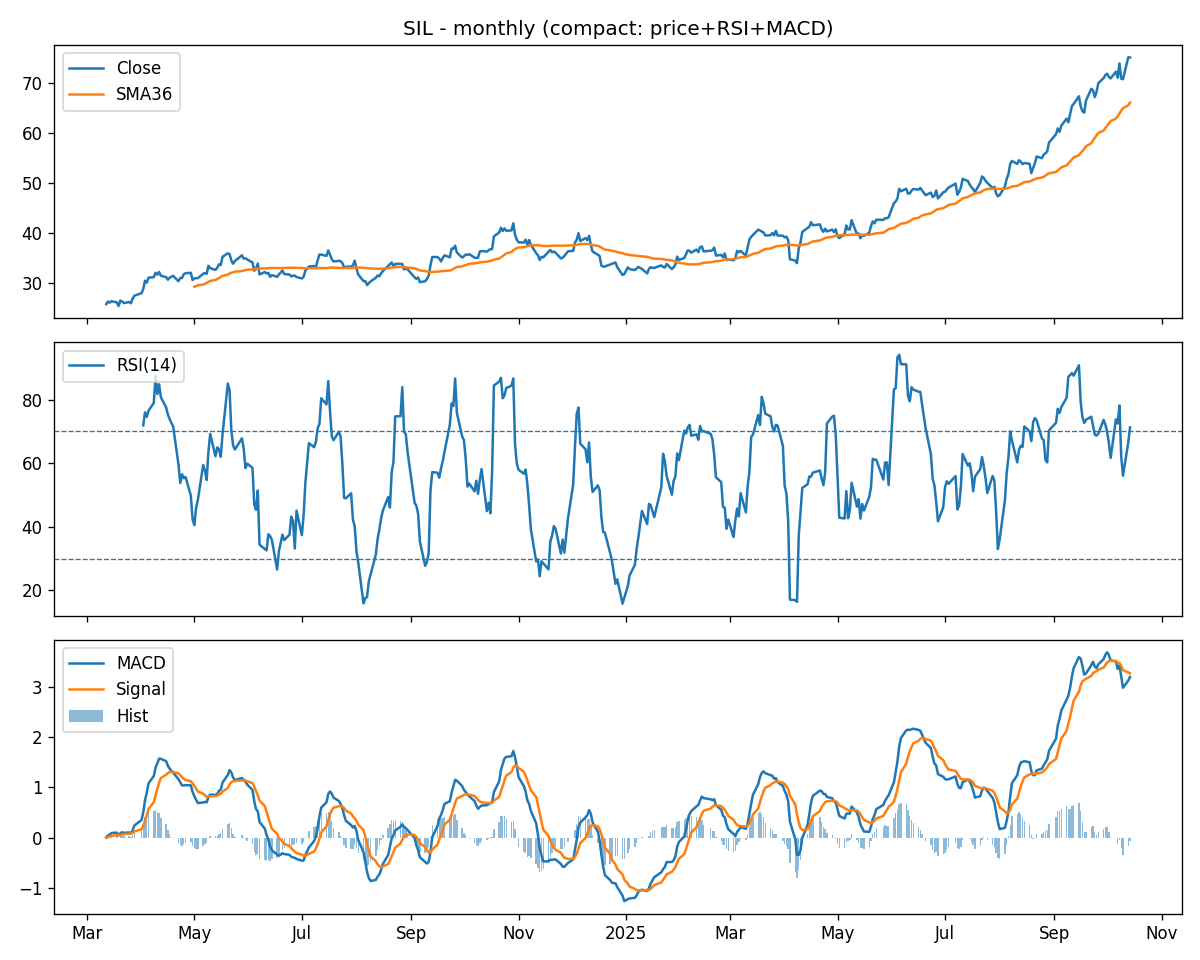 SIL - monthly (compact: price+RSI+MACD)
Close
SMA36
70
60
50
40
30
RSI(14)
80
60
40
20
MACD
Signal
Hist
3
2
1
0
−1
Mar
May
Jul
Sep
Nov
2025
Mar
May
Jul
Sep
Nov